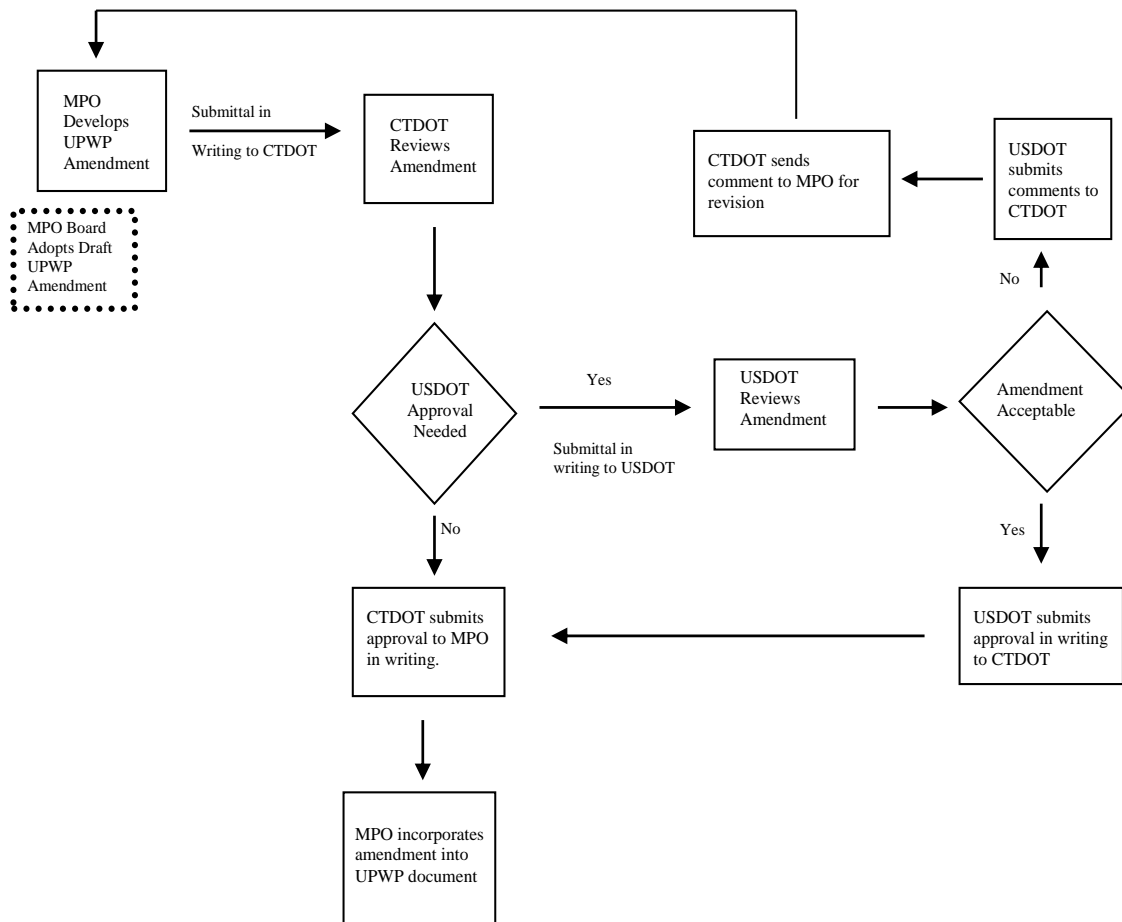 MPO
Develops
UPWP
Amendment
Submittal in
Writing to CTDOT
CTDOT
Reviews
Amendment
CTDOT sends
comment to MPO for
revision
USDOT
submits
comments to
CTDOT
MPO Board
Adopts Draft
UPWP
Amendment
No
USDOT
Approval
Needed
Yes
Submittal in
writing to USDOT
USDOT
Reviews
Amendment
Amendment
Acceptable
No
Yes
CTDOT submits
approval to MPO
in writing.
USDOT submits
approval in writing
to CTDOT
MPO incorporates
amendment into
UPWP document